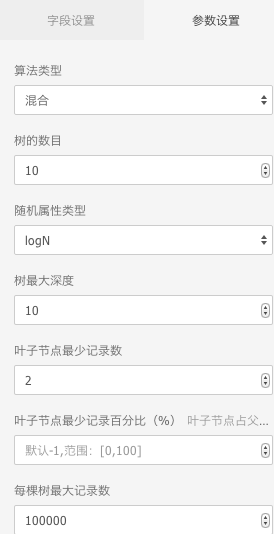 字段设置 参数设置
算法类型
混合
树的数目
10
随机属性类型
logN
树最大深度
10
叶子节点最少记录数
2
叶子节点最少记录百分比（%） 叶子节点占父...
默认-1,范围：[0,100]
每棵树最大记录数
100000